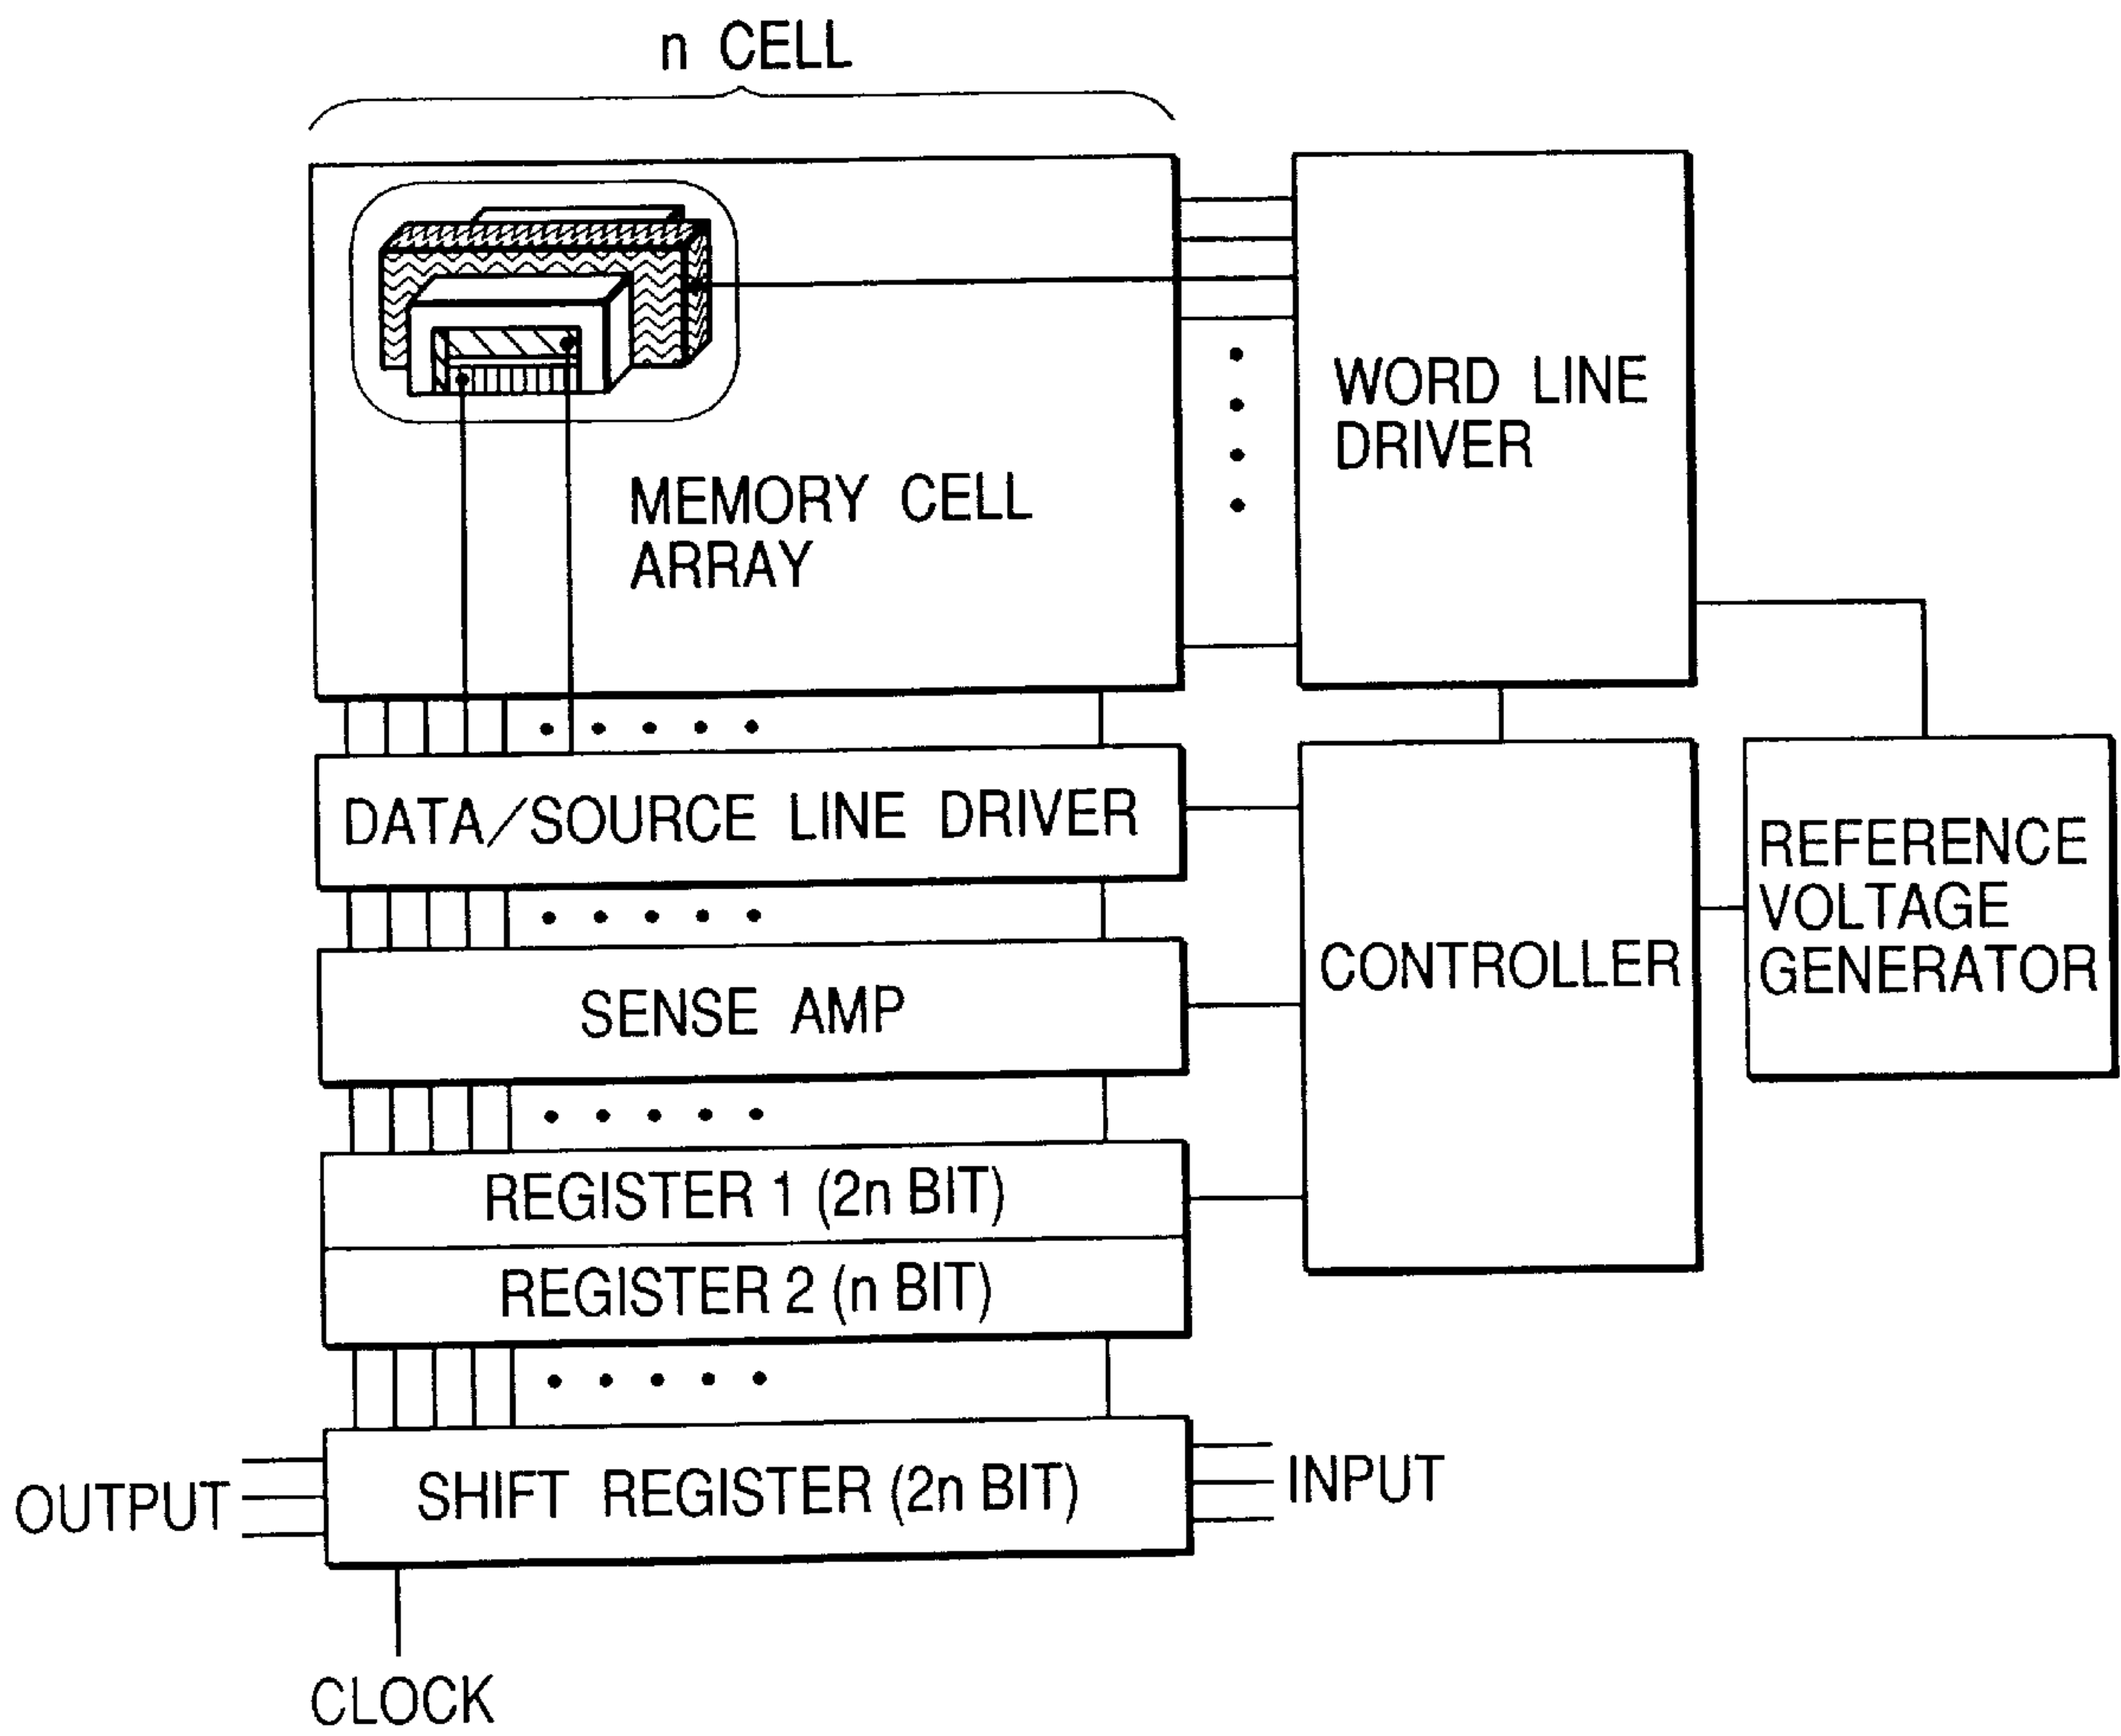 n CELL
WORD LINE
DRIVER
MEMORY CELL
ARRAY
DATA/SOURCE LINE DRIVER
REFERENCE
VOLTAGE
GENERATOR
CONTROLLER
SENSE AMP
REGISTER 1 (2n BIT)
REGISTER 2 (n BIT)
SHIFT REGISTER (2n BIT)
INPUT
OUTPUT
CLOCK